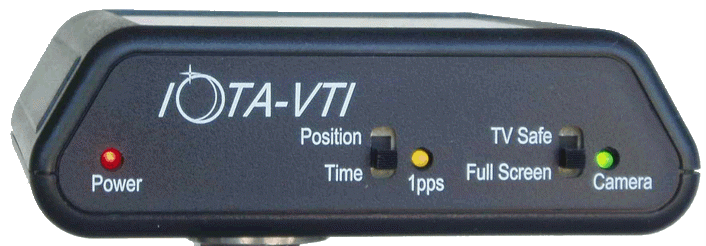 IOTA-VTI
Position
TV Safe
Time
Full Screen
Power
1pps
Camera